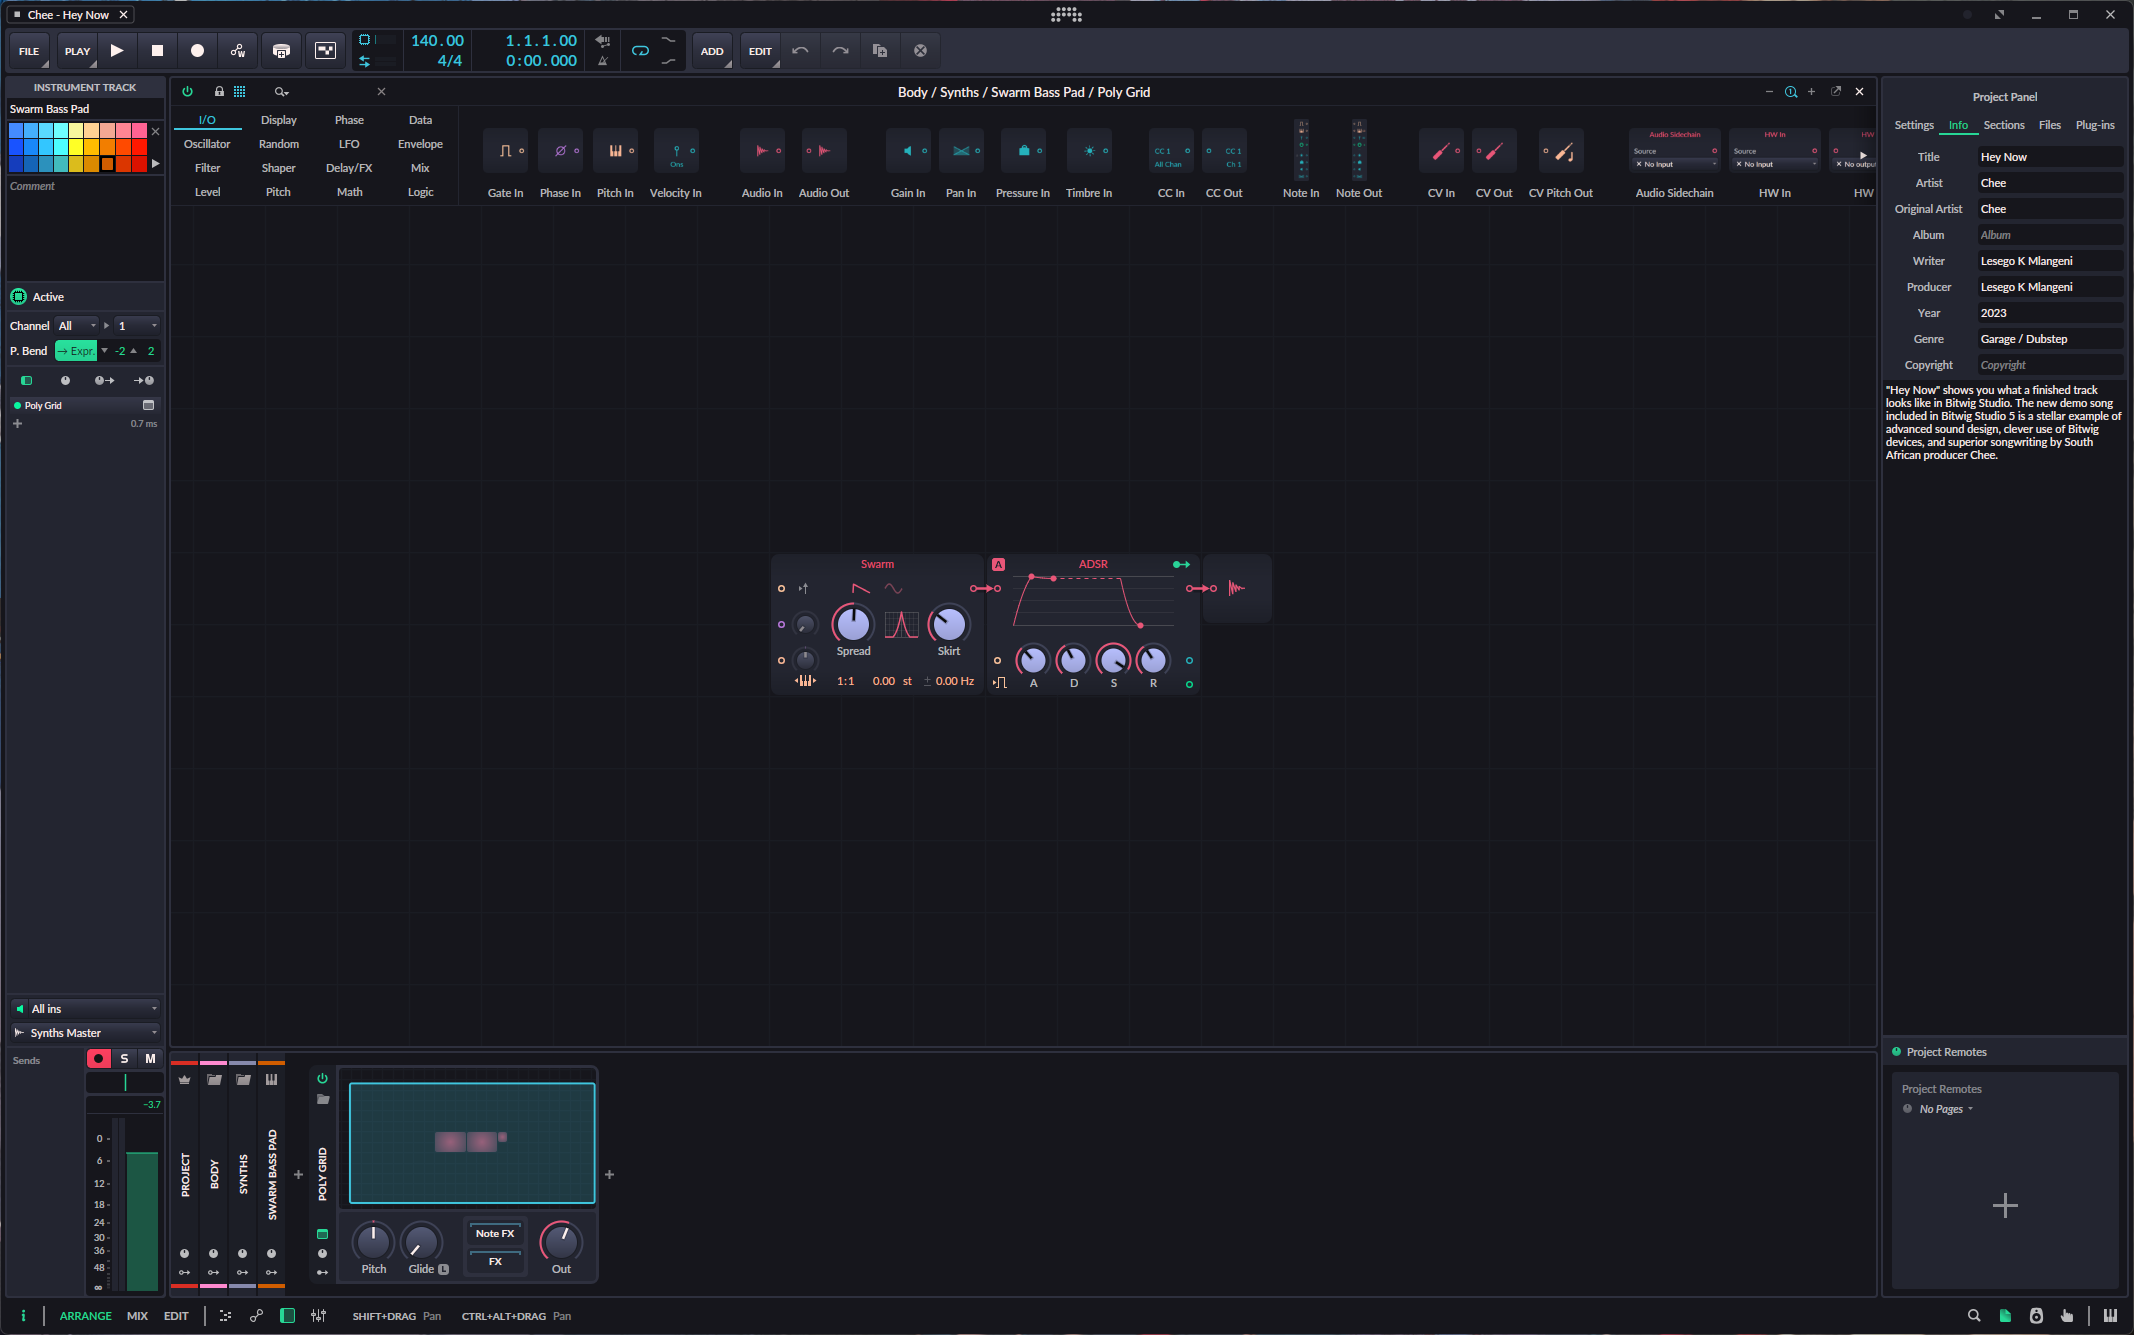 Chee - Hey Now
FILE
PLAY
140.00
4/4
1.1.1.00
0:00.000
ADD
EDIT
INSTRUMENT TRACK
Swarm Bass Pad
Comment
Active
Channel All 1
P. Bend Expr. -2 2
Poly Grid
0.7 ms
All ins
Synths Master
Sends
S M
-3.7
0
6
12
18
24
30
36
48
∞
Body / Synths / Swarm Bass Pad / Poly Grid
I/O Display Phase Data
Oscillator Random LFO Envelope
Filter Shaper Delay/FX Mix
Level Pitch Math Logic
Ons
CC 1
All Chan
CC 1
Ch 1
Audio Sidechain
Source
No Input
HW In
Source
No Input
HW
No output
Gate In Phase In Pitch In Velocity In Audio In Audio Out Gain In Pan In Pressure In Timbre In CC In CC Out Note In Note Out CV In CV Out CV Pitch Out Audio Sidechain HW In HW
Swarm
Spread
Skirt
1:1 0.00 st ± 0.00 Hz
A
ADSR
A D S R
PROJECT
BODY
SYNTHS
SWARM BASS PAD
POLY GRID
Pitch
Glide L
Note FX
FX
Out
Project Panel
Settings Info Sections Files Plug-ins
Title Hey Now
Artist Chee
Original Artist Chee
Album Album
Writer Lesego K Mlangeni
Producer Lesego K Mlangeni
Year 2023
Genre Garage / Dubstep
Copyright Copyright
"Hey Now" shows you what a finished track
looks like in Bitwig Studio. The new demo song
included in Bitwig Studio 5 is a stellar example of
advanced sound design, clever use of Bitwig
devices, and superior songwriting by South
African producer Chee.
Project Remotes
Project Remotes
No Pages
i ARRANGE MIX EDIT
SHIFT+DRAG Pan CTRL+ALT+DRAG Pan